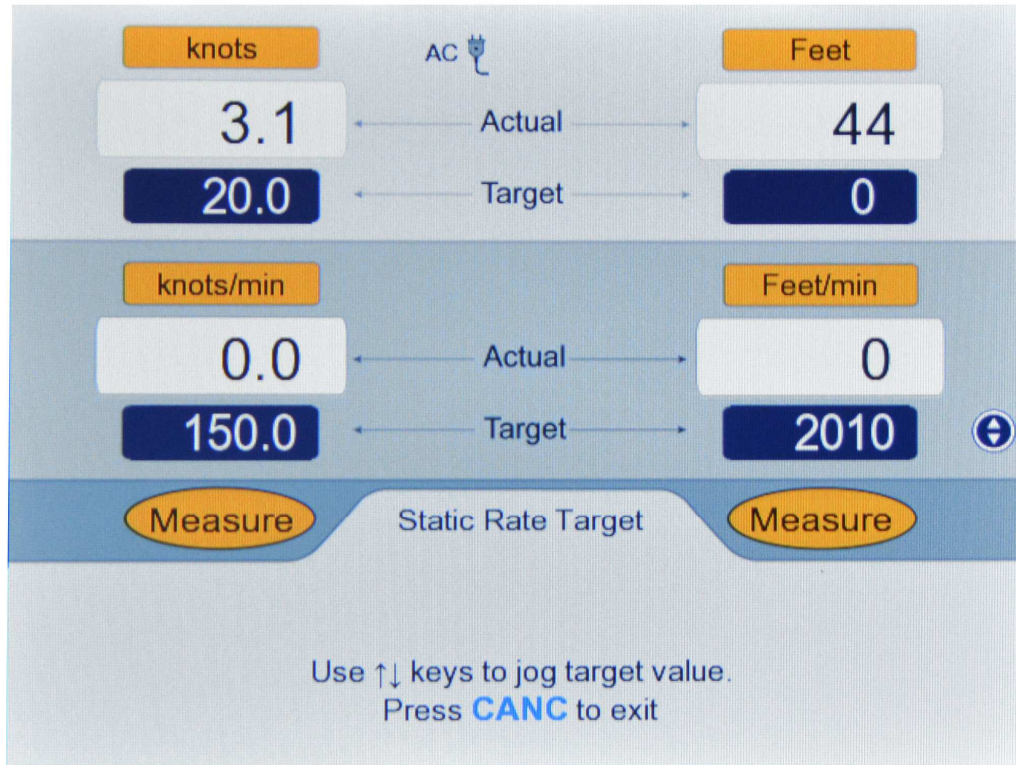 knots AC Feet
3.1 Actual 44
20.0 Target 0
knots/min Feet/min
0.0 Actual 0
150.0 Target 2010
Measure Static Rate Target Measure
Use ↑↓ keys to jog target value.
Press CANC to exit